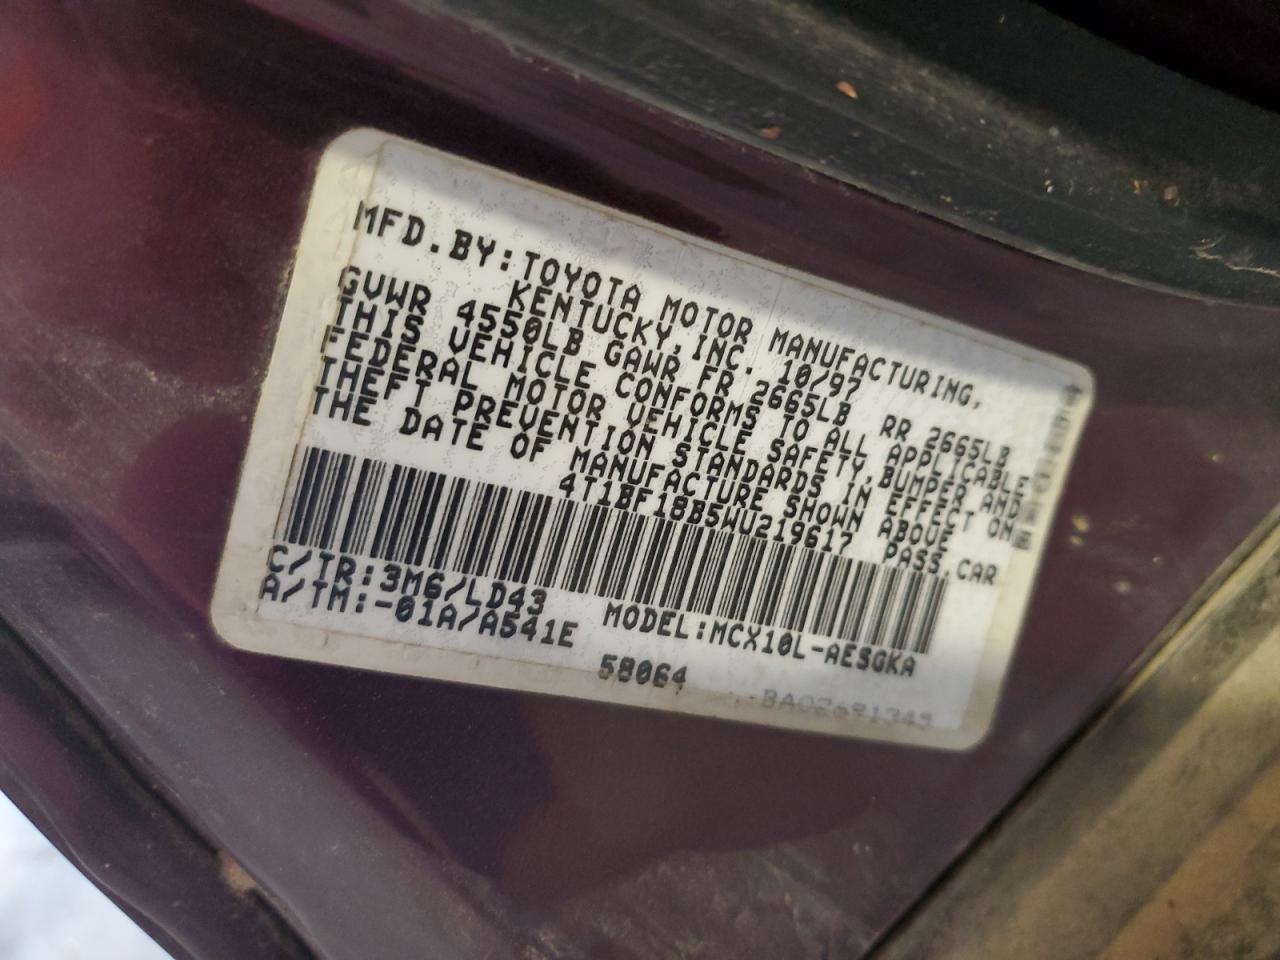 MFD.BY:TOYOTA MOTOR MANUFACTURING,
KENTUCKY,INC. 10/97
GVWR 4550LB GAWR FR 2665LB RR 2665LB
THIS VEHICLE CONFORMS TO ALL APPLICABLE
FEDERAL MOTOR VEHICLE SAFETY,BUMPER AND
THEFT PREVENTION STANDARDS IN EFFECT ON
THE DATE OF MANUFACTURE SHOWN ABOVE
4T1BF18B5WU219617 PASS.CAR
C/TR:3M6/LD43 MODEL:MCX10L-AESGKA
A/TM:-01A/A541E
58064
BA02691345